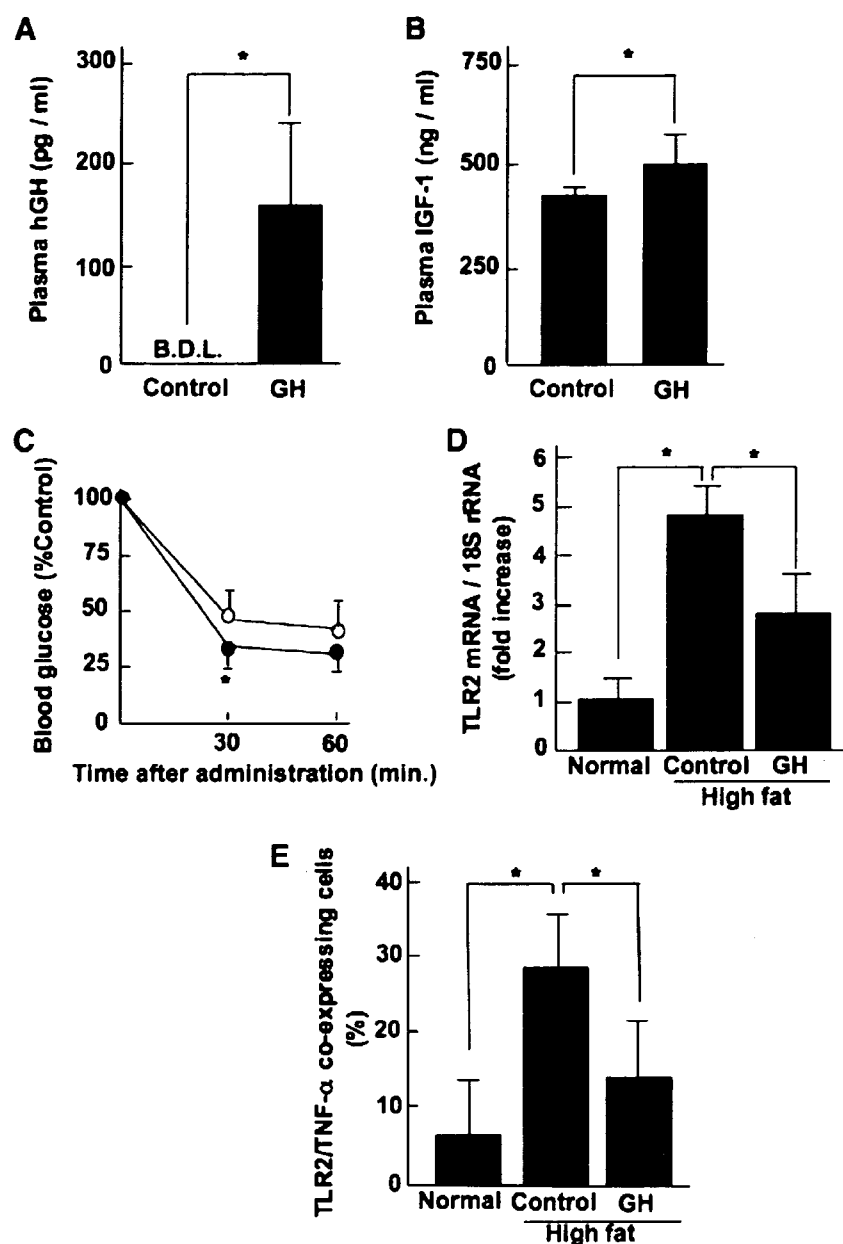 A
Plasma hGH (pg / ml)
300
200
100
0
*
B.D.L.
Control GH
B
Plasma IGF-1 (ng / ml)
750
500
250
0
*
Control GH
C
Blood glucose (%Control)
100
75
50
25
0
*
30 60
Time after administration (min.)
D
TLR2 mRNA / 18S rRNA
(fold increase)
6
5
4
3
2
1
0
* *
Normal Control GH
High fat
E
TLR2/TNF-α co-expressing cells
(%)
40
30
20
10
0
* *
Normal Control GH
High fat